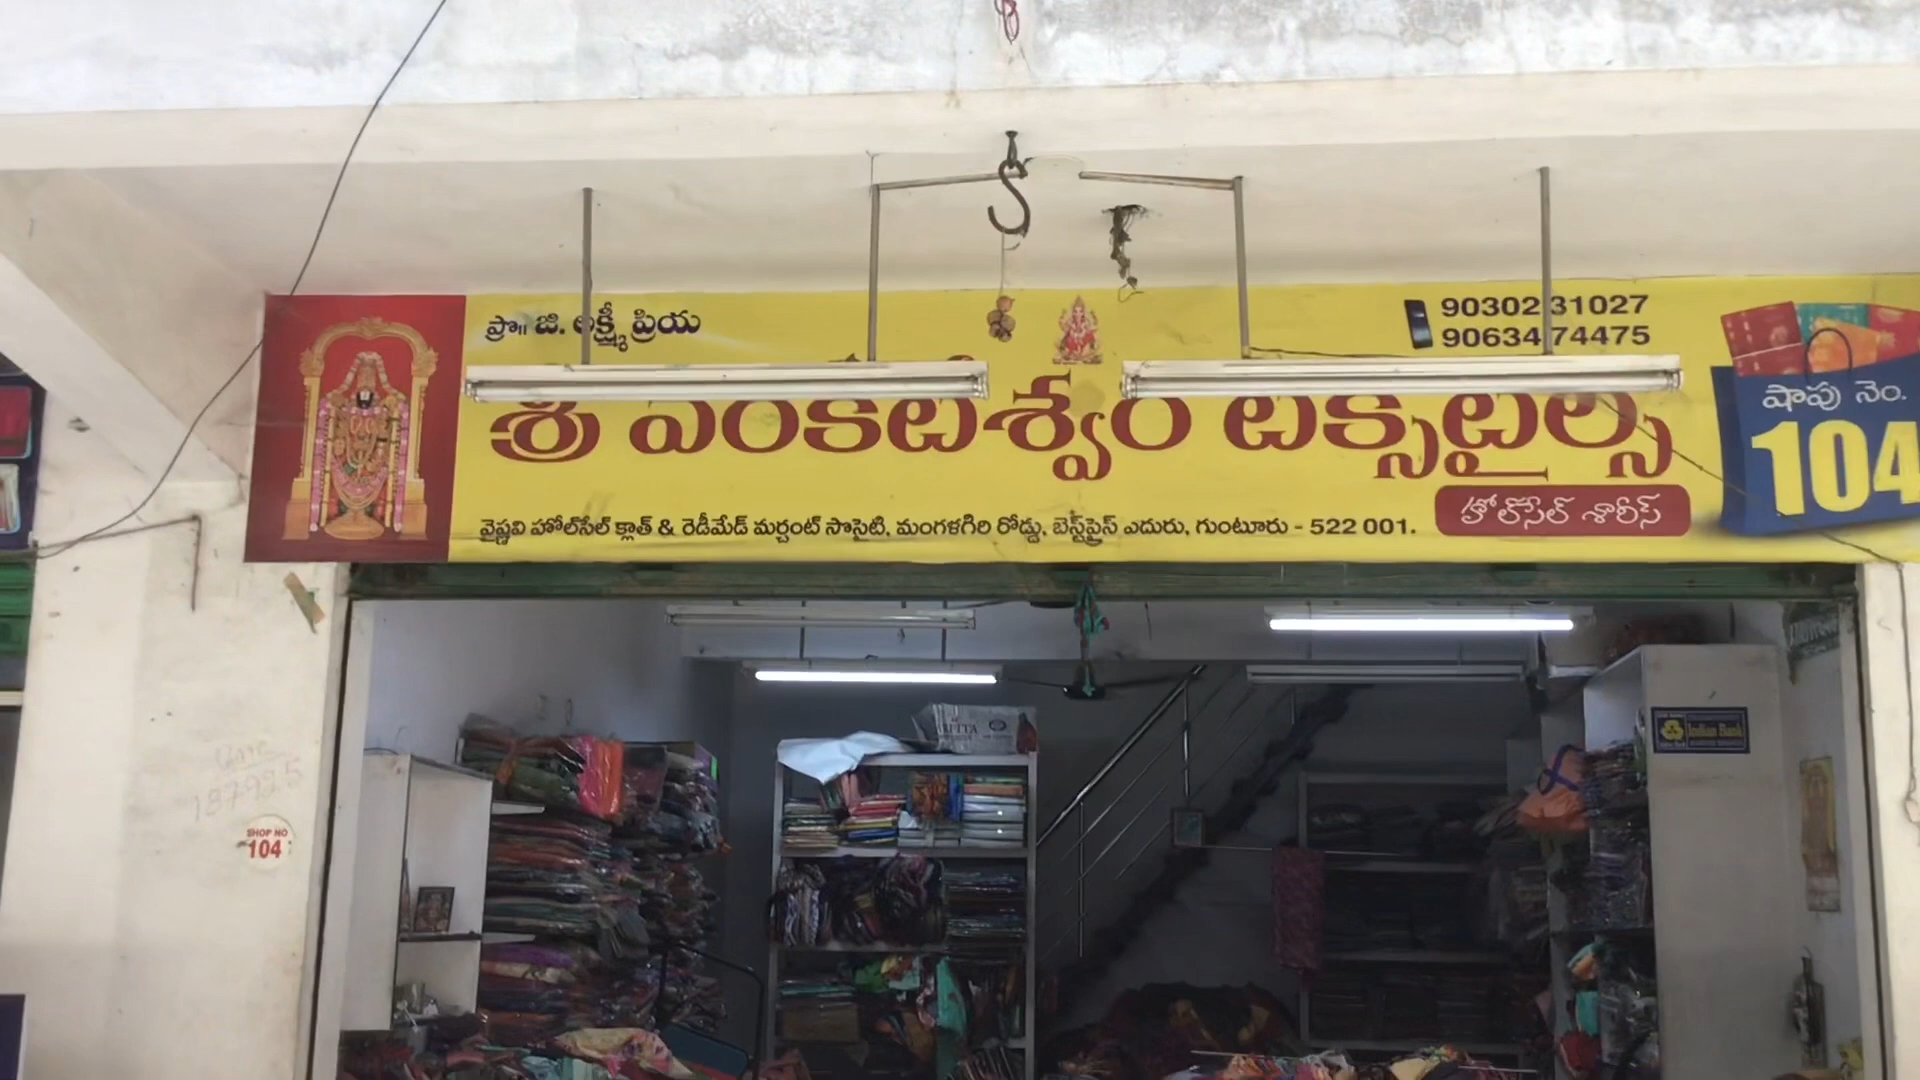 ప్రొ॥ జి. లక్ష్మీ ప్రియ
90302 31027
90634 74475
శ్రీ వెంకటేశ్వర టెక్స్‌టైల్స్
షాపు నెం.
104
హోల్‌సేల్ శారీస్
వైష్ణవి హోల్‌సేల్ క్లాత్ & రెడీమేడ్ మర్చంట్ సొసైటి, మంగళగిరి రోడ్డు, బెస్ట్‌ప్రైస్ ఎదురు, గుంటూరు - 522 001.
Indian Bank
187925
SHOP NO
104